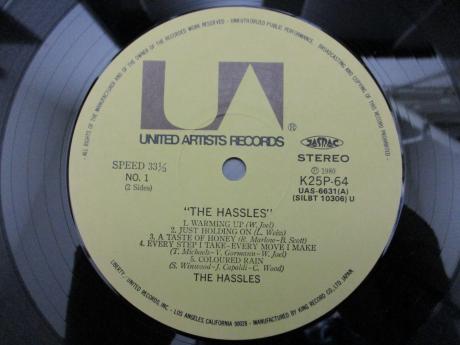 ALL RIGHTS OF THE MANUFACTURER AND OF THE OWNER OF THE RECORDED WORK RESERVED - UNAUTHORIZED PUBLIC PERFORMANCE, BROADCASTING AND COPYING OF THIS RECORD PROHIBITED
UA
®
UNITED ARTISTS RECORDS
JASRAC
SPEED 33⅓
NO. 1
(2 Sides)
STEREO
Ⓟ 1980
K25P-64
UAS-6631(A)
(SILBT 10306) U
"THE HASSLES"
1. WARMING UP (W. Joel)
2. JUST HOLDING ON (L. Weiss)
3. A TASTE OF HONEY (R. Marlow-B. Scott)
4. EVERY STEP I TAKE-EVERY MOVE I MAKE
(T. Michaels-V. Gormann-W. Joel)
5. COLOURED RAIN
(S. Winwood-J. Capaldi-C. Wood)
THE HASSLES
LIBERTY-UNITED RECORDS, INC. - LOS ANGELES, CALIFORNIA 90028 - MANUFACTURED BY KING RECORD CO., LTD. JAPAN